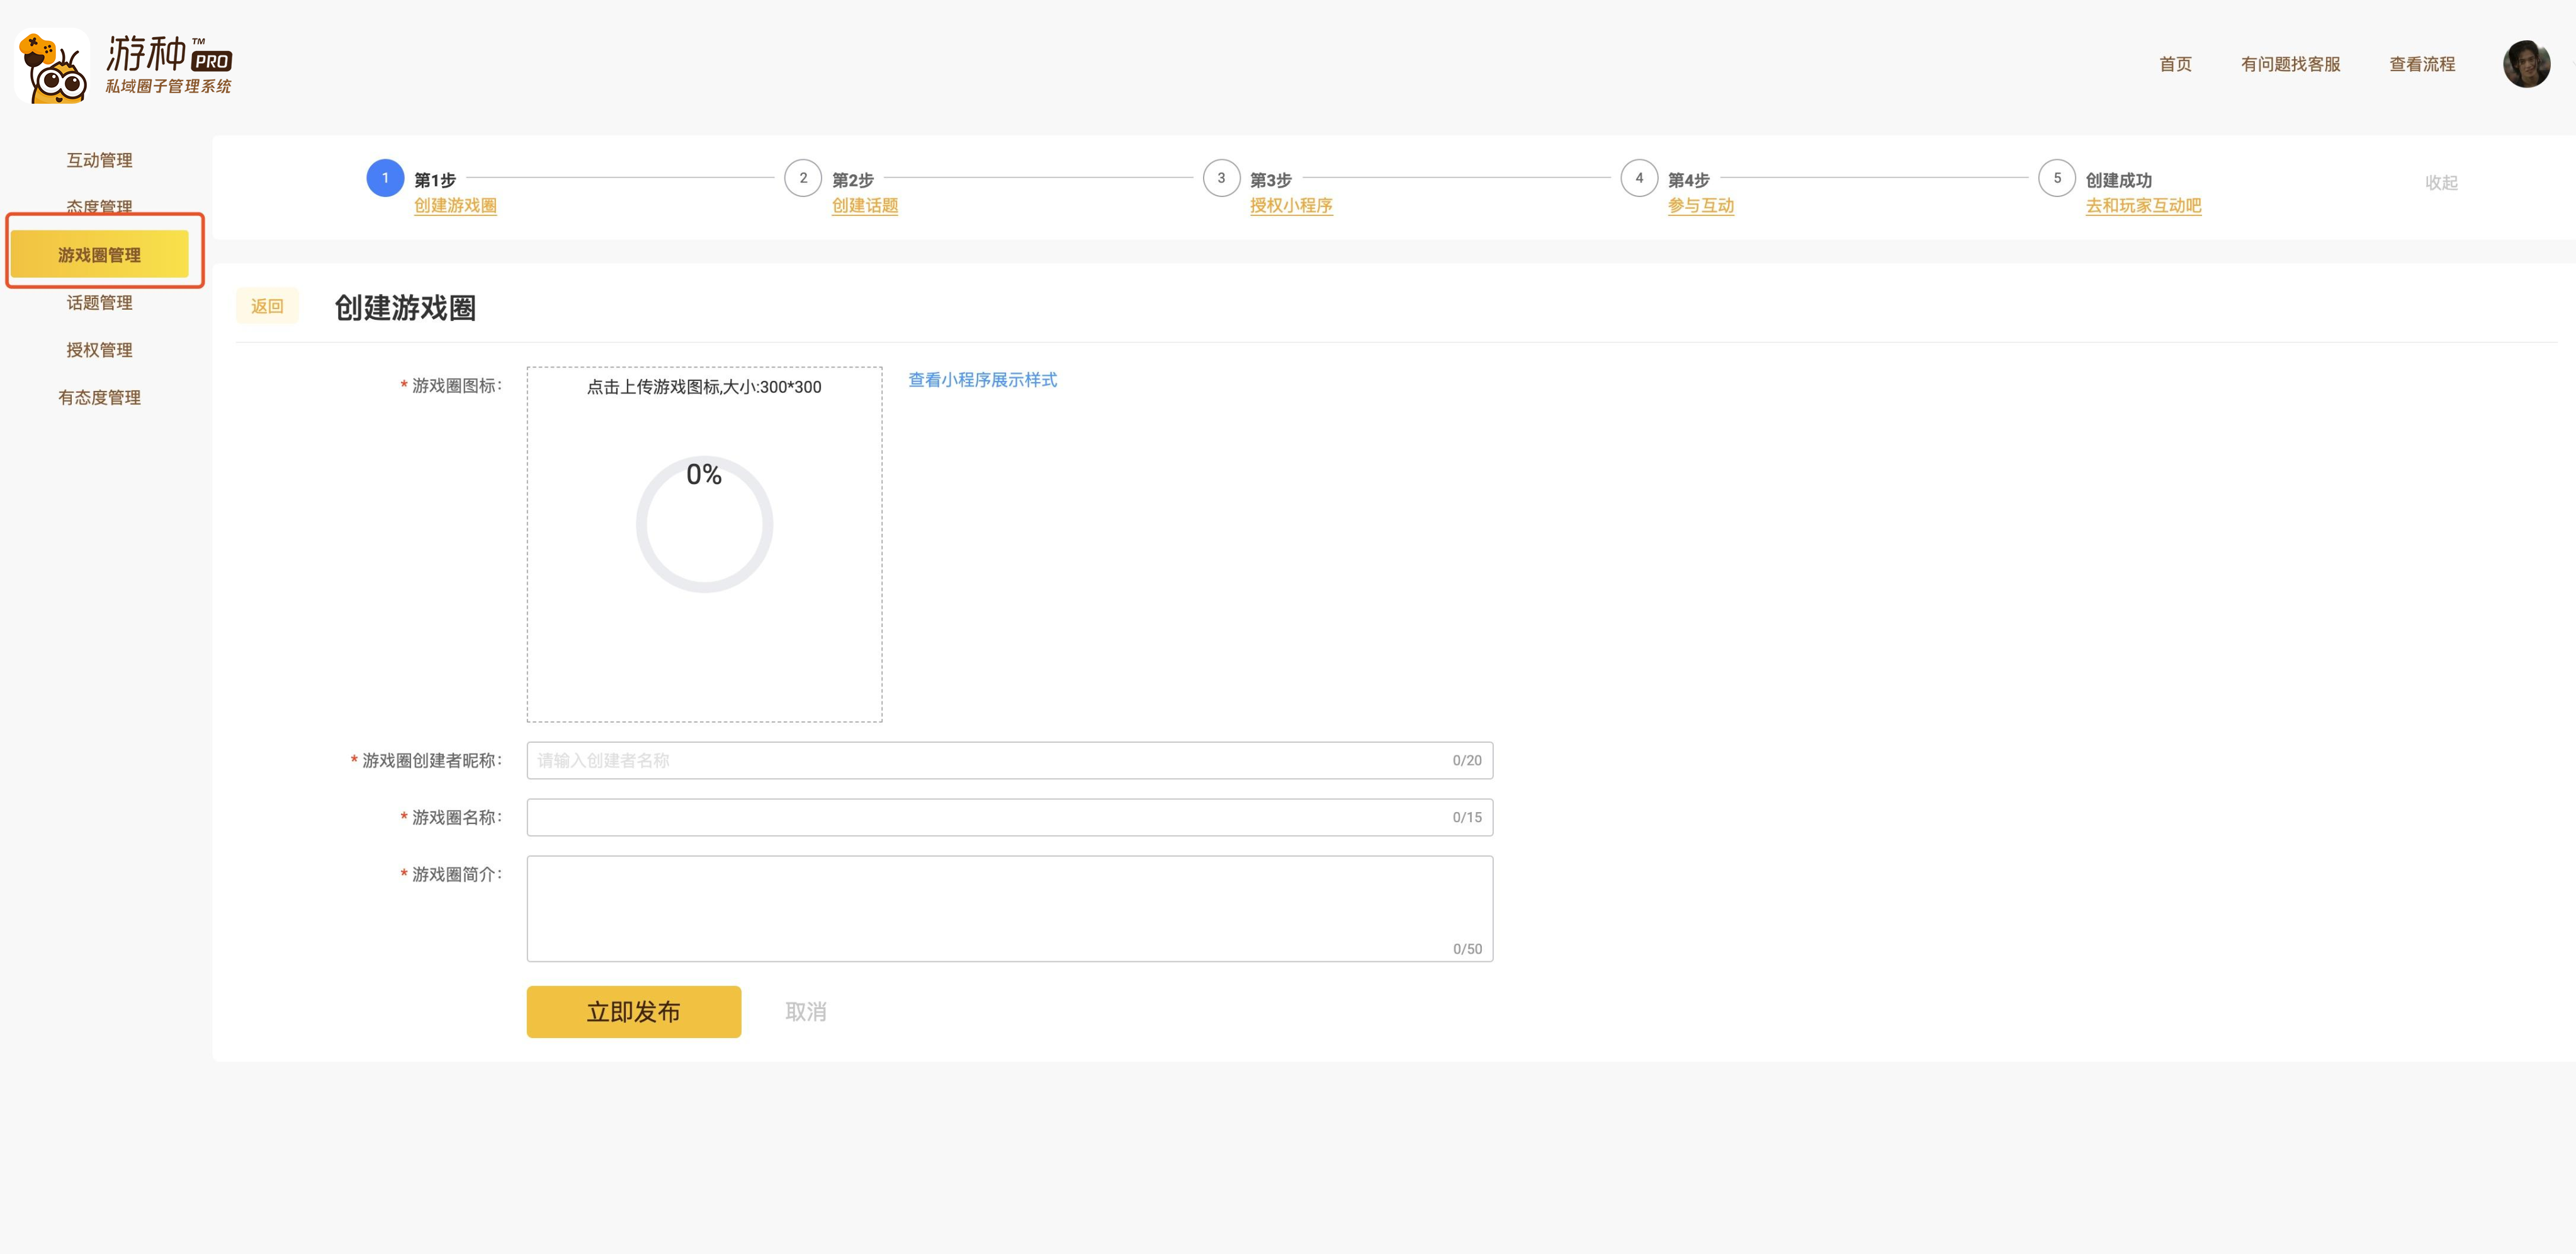 游种™ PRO
私域圈子管理系统
首页 有问题找客服 查看流程
互动管理
态度管理
游戏圈管理
话题管理
授权管理
有态度管理
1 第1步 2 第2步 3 第3步 4 第4步 5 创建成功 收起
创建游戏圈 创建话题 授权小程序 参与互动 去和玩家互动吧
返回 创建游戏圈
* 游戏圈图标: 点击上传游戏图标,大小:300*300 查看小程序展示样式
0%
* 游戏圈创建者昵称: 请输入创建者名称 0/20
* 游戏圈名称: 0/15
* 游戏圈简介:
0/50
立即发布 取消